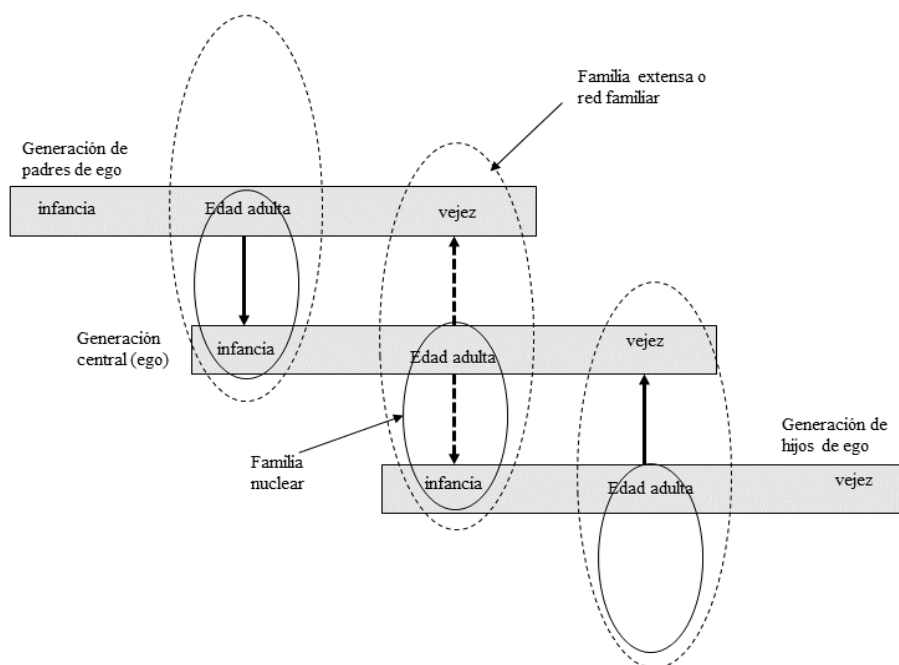 Familia extensa o
red familiar
Generación de
padres de ego
infancia
Edad adulta
vejez
Generación
central (ego)
infancia
Edad adulta
vejez
Generación de
hijos de ego
Família
nuclear
infancia
Edad adulta
vejez